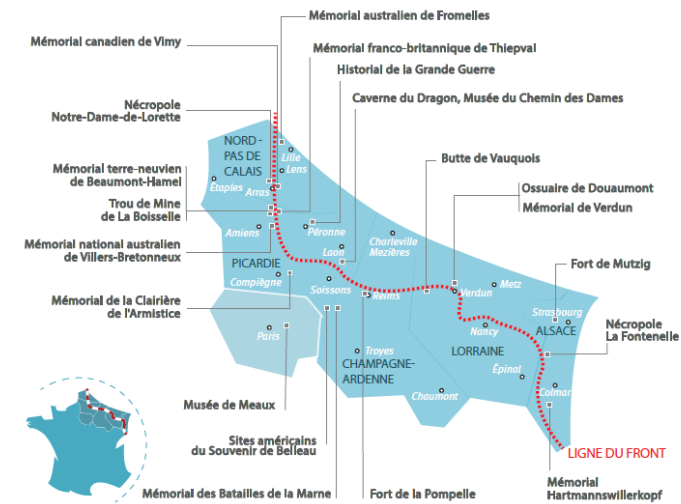 Mémorial australien de Fromelles
Mémorial canadien de Vimy
Mémorial franco-britannique de Thiepval
Historial de la Grande Guerre
Caverne du Dragon, Musée du Chemin des Dames
Nécropole
Notre-Dame-de-Lorette
NORD -
PAS DE
CALAIS
Lille
Lens
Étaples
Arras
Butte de Vauquois
Mémorial terre-neuvien
de Beaumont-Hamel
Ossuaire de Douaumont
Mémorial de Verdun
Trou de Mine
de La Boisselle
Amiens
Péronne
Charleville
Mezières
Mémorial national australien
de Villers-Bretonneux
Laon
PICARDIE
Fort de Mutzig
Compiègne
Soissons
Reims
Verdun
Metz
Mémorial de la Clairière
de l'Armistice
Strasbourg
ALSACE
Nécropole
La Fontenelle
Paris
Nancy
Troyes
LORRAINE
CHAMPAGNE-
ARDENNE
Épinal
Chaumont
Colmar
Musée de Meaux
Sites américains
du Souvenir de Belleau
LIGNE DU FRONT
Mémorial des Batailles de la Marne
Fort de la Pompelle
Mémorial
Hartmannswillerkopf